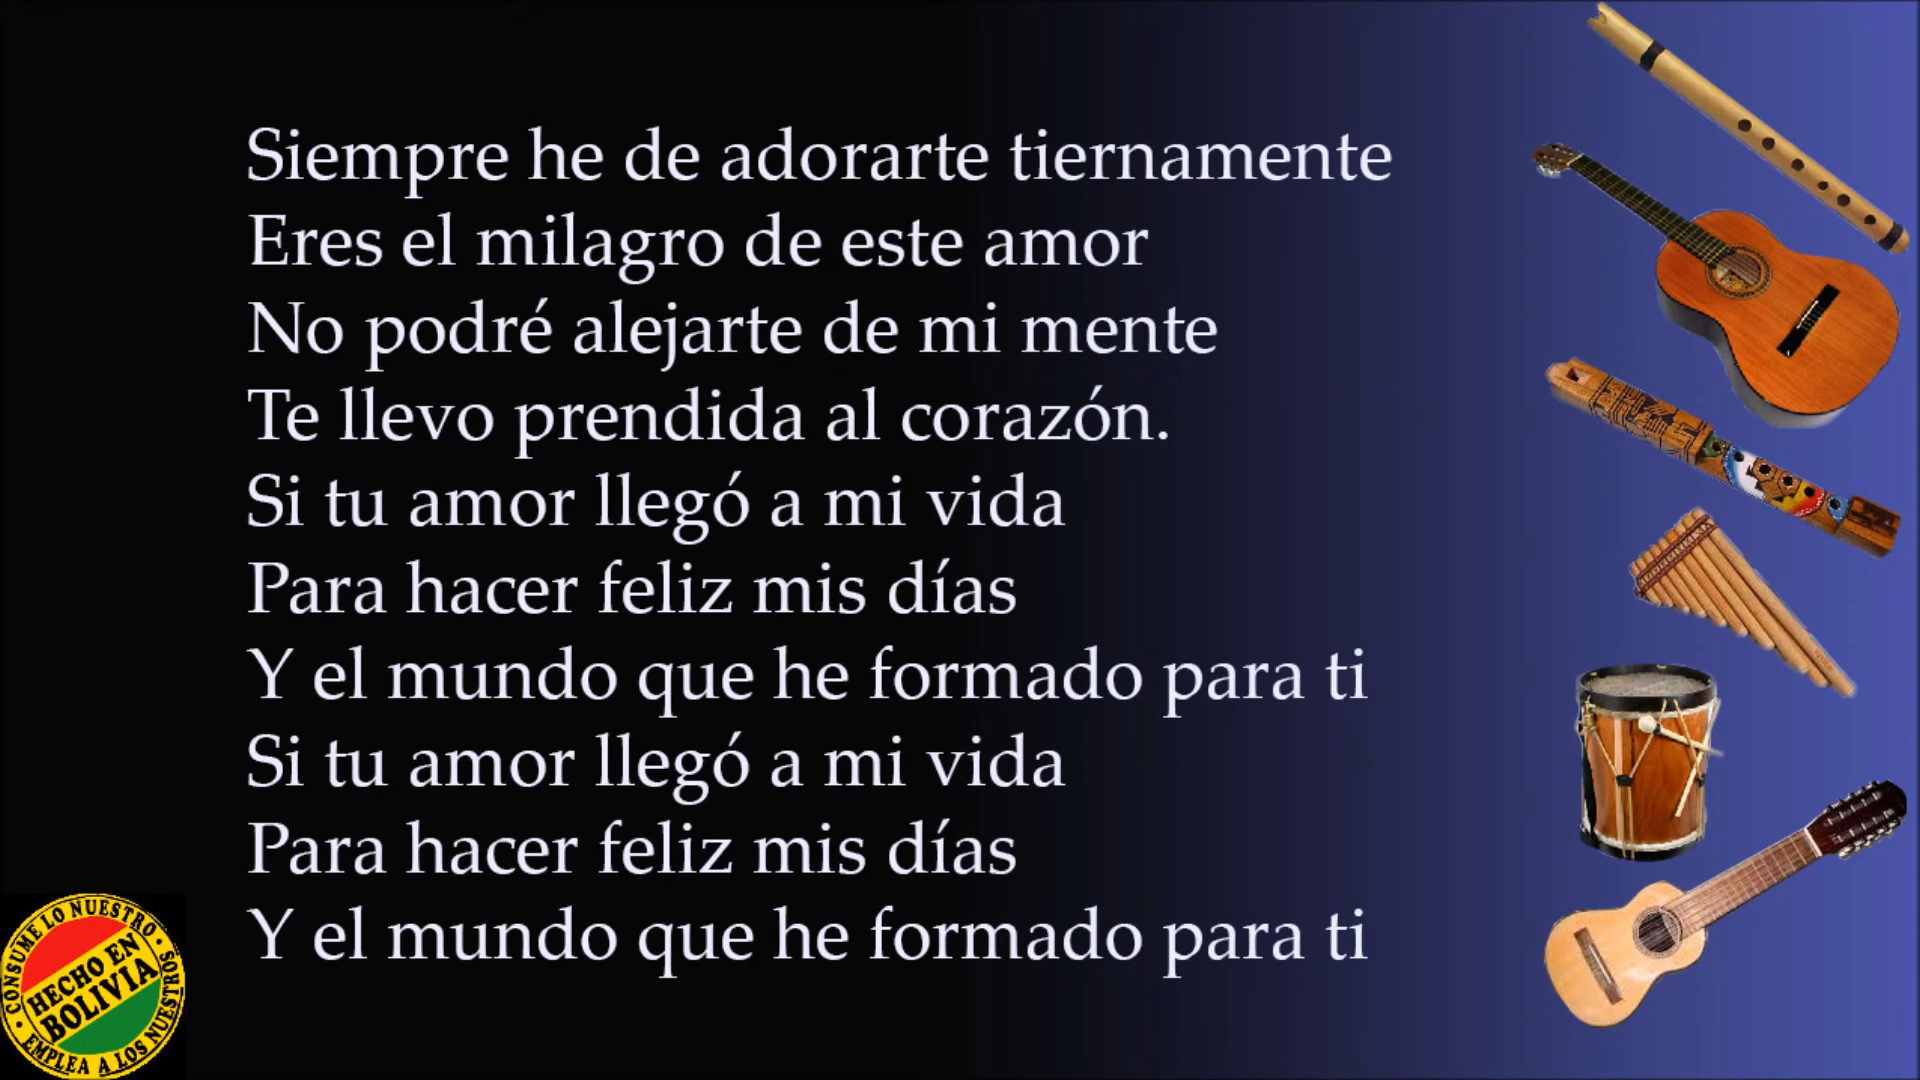 Siempre he de adorarte tiernamente
Eres el milagro de este amor
No podré alejarte de mi mente
Te llevo prendida al corazón.
Si tu amor llegó a mi vida
Para hacer feliz mis días
Y el mundo que he formado para ti
Si tu amor llegó a mi vida
Para hacer feliz mis días
Y el mundo que he formado para ti
CONSUME LO NUESTRO
HECHO EN
BOLIVIA
EMPLEA A LOS NUESTROS